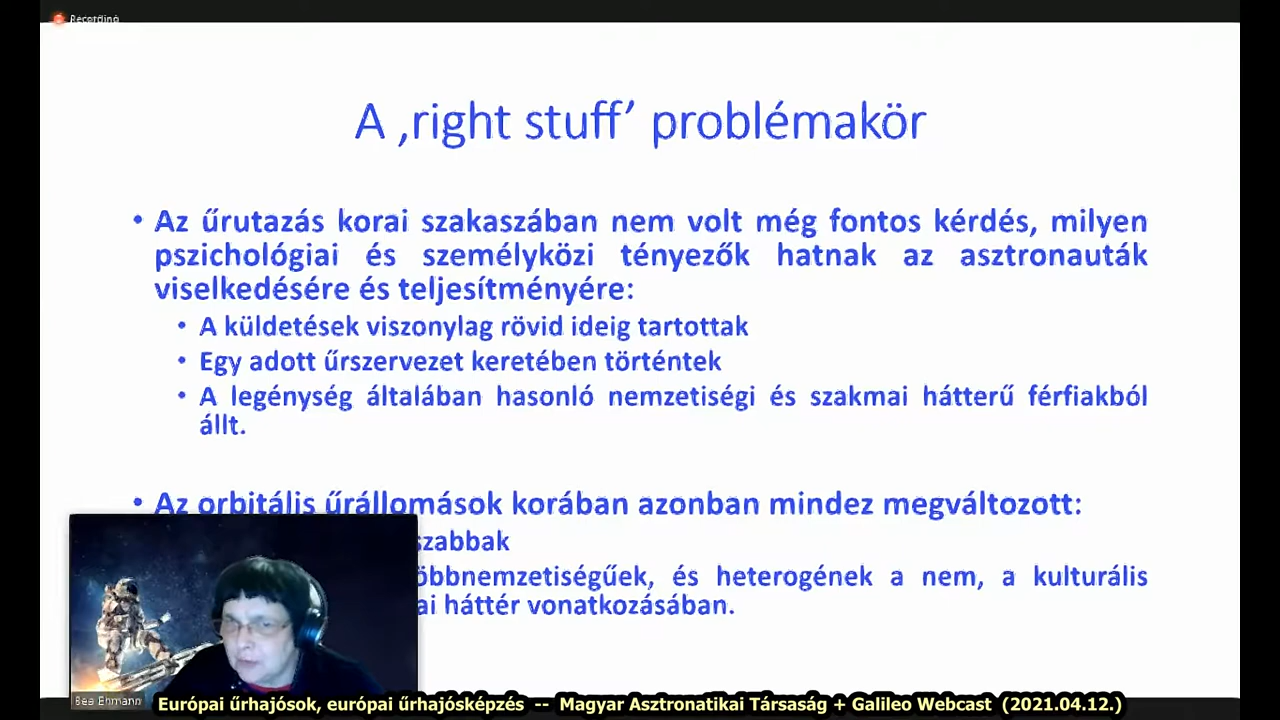 Recording
A ‚right stuff’ problémakör
• Az űrutazás korai szakaszában nem volt még fontos kérdés, milyen
pszichológiai és személyközi tényezők hatnak az asztronauták
viselkedésére és teljesítményére:
• A küldetések viszonylag rövid ideig tartottak
• Egy adott űrszervezet keretében történtek
• A legénység általában hasonló nemzetiségi és szakmai hátterű férfiakból
állt.
• Az orbitális űrállomások korában azonban mindez megváltozott:
szabbak
öbbnemzetiségűek, és heterogének a nem, a kulturális
ai háttér vonatkozásában.
Bea Ehmann
Európai űrhajósok, európai űrhajósképzés -- Magyar Asztronatikai Társaság + Galileo Webcast (2021.04.12.)